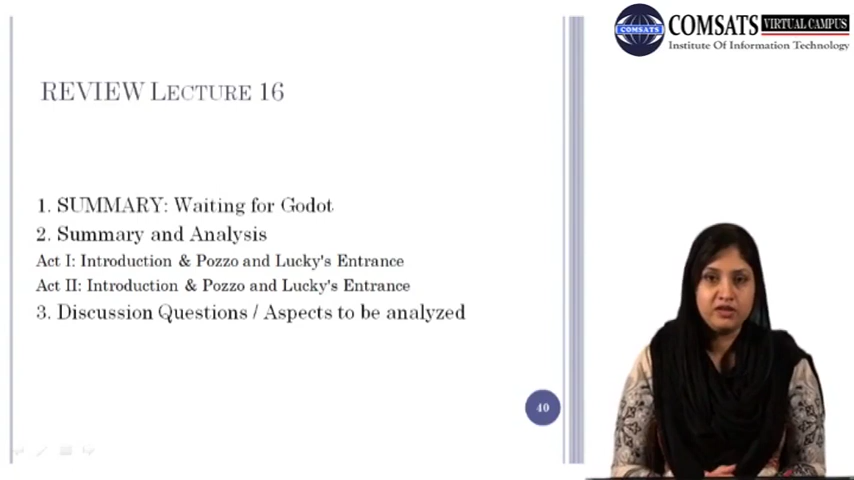 COMSATS VIRTUAL CAMPUS
COMSATS
Institute Of Information Technology
REVIEW LECTURE 16
1. SUMMARY: Waiting for Godot
2. Summary and Analysis
Act I: Introduction & Pozzo and Lucky's Entrance
Act II: Introduction & Pozzo and Lucky's Entrance
3. Discussion Questions / Aspects to be analyzed
40